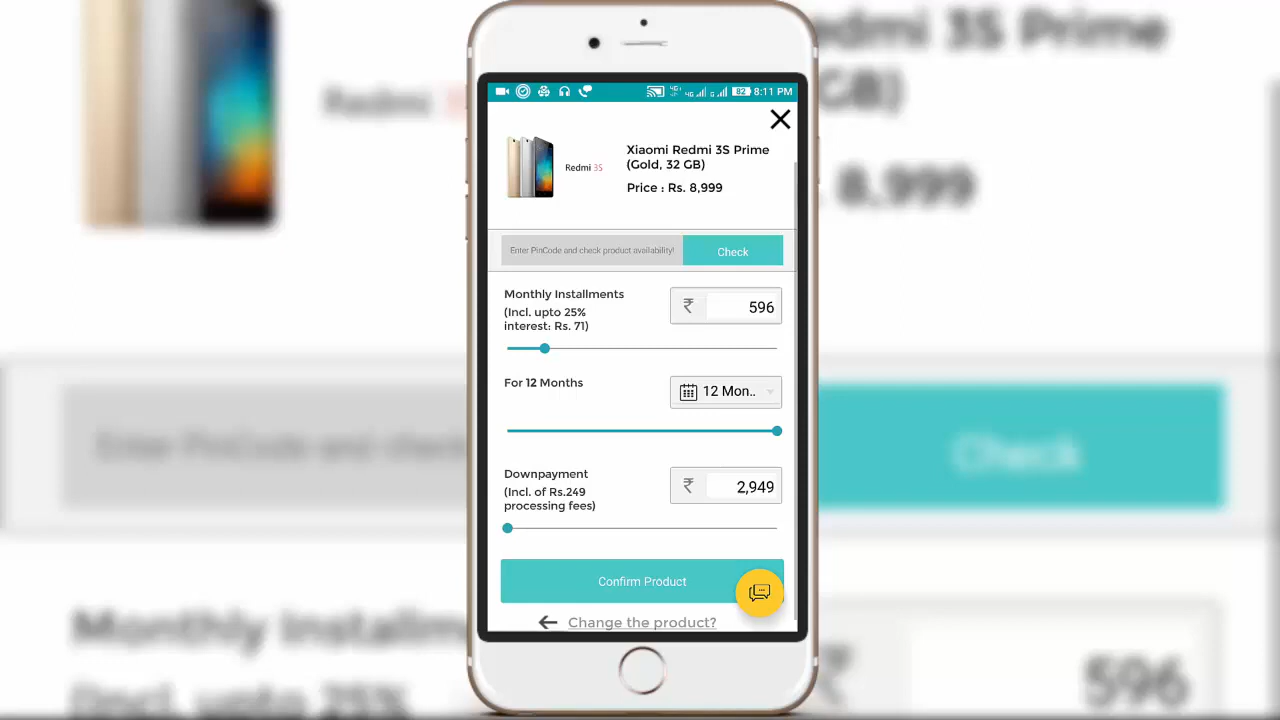 8:11 PM
82
Redmi 3S
Xiaomi Redmi 3S Prime
(Gold, 32 GB)
Price : Rs. 8,999
Enter PinCode and check product availability!
Check
Monthly Installments
(Incl. upto 25%
interest: Rs. 71)
₹ 596
For 12 Months
12 Mon..
Downpayment
(Incl. of Rs.249
processing fees)
₹ 2,949
Confirm Product
Change the product?